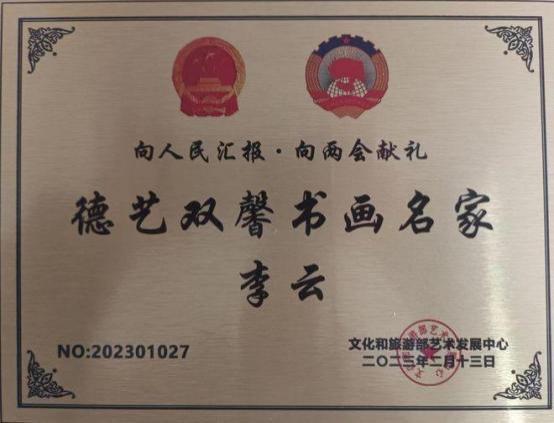 向人民汇报·向两会献礼
德艺双馨书画名家
李云
NO:202301027
文化和旅游部艺术发展中心
二〇二三年二月十三日